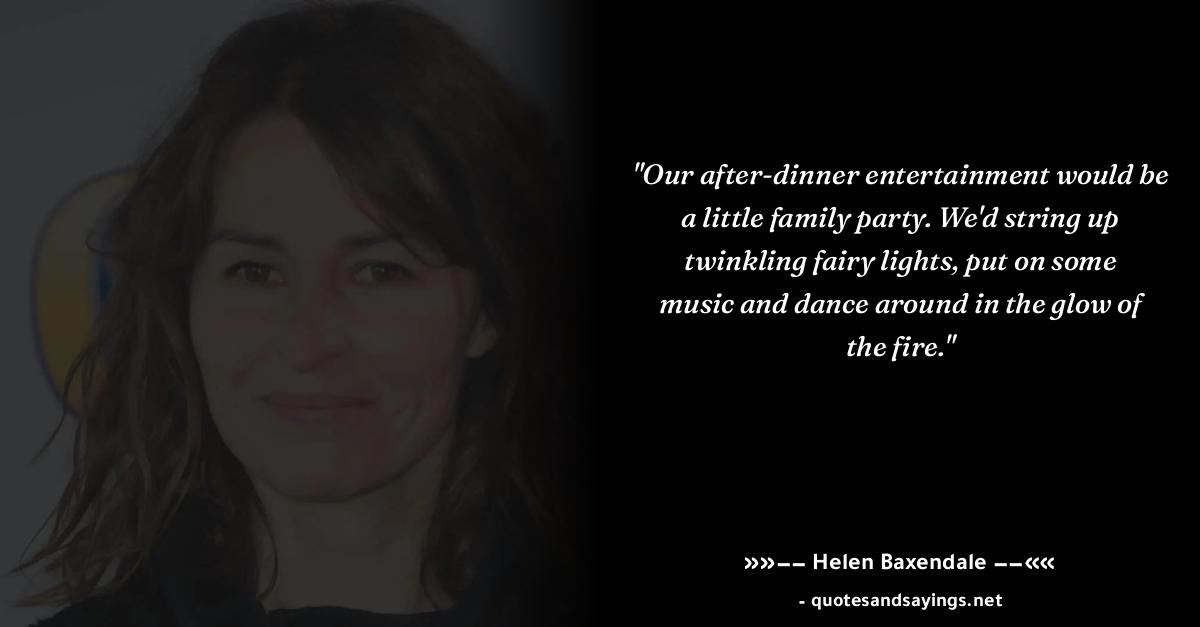 "Our after-dinner entertainment would be
a little family party. We'd string up
twinkling fairy lights, put on some
music and dance around in the glow of
the fire."
»»–– Helen Baxendale ––««
- quotesandsayings.net